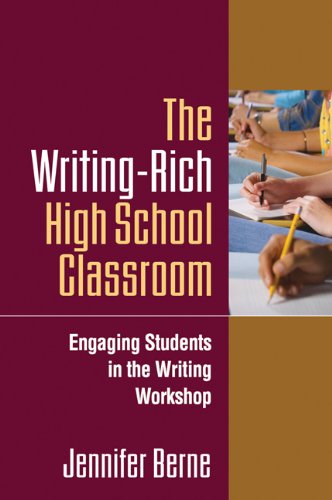 The
Writing-Rich
High School
Classroom
Engaging Students
in the Writing
Workshop
Jennifer Berne